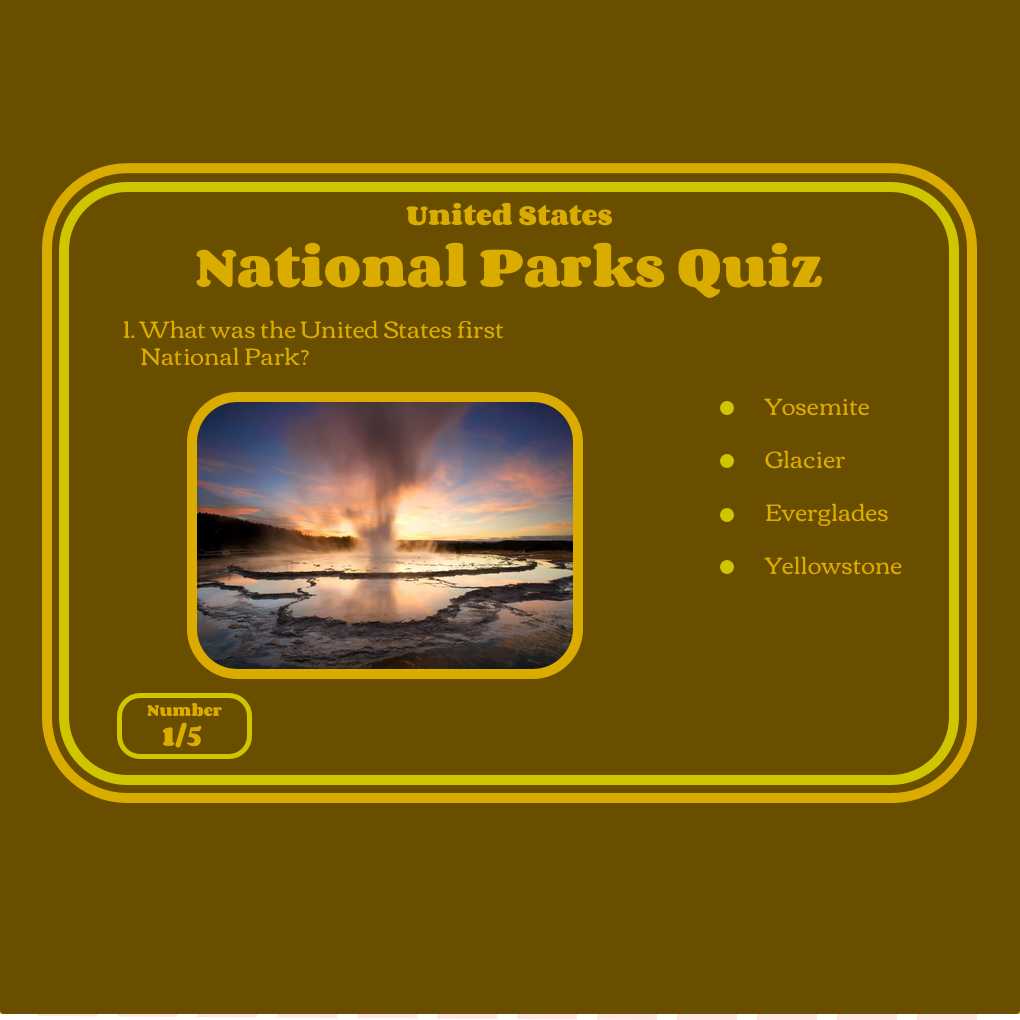 United States
National Parks Quiz
1. What was the United States first
National Park?
Yosemite
Glacier
Everglades
Yellowstone
Number
1/5